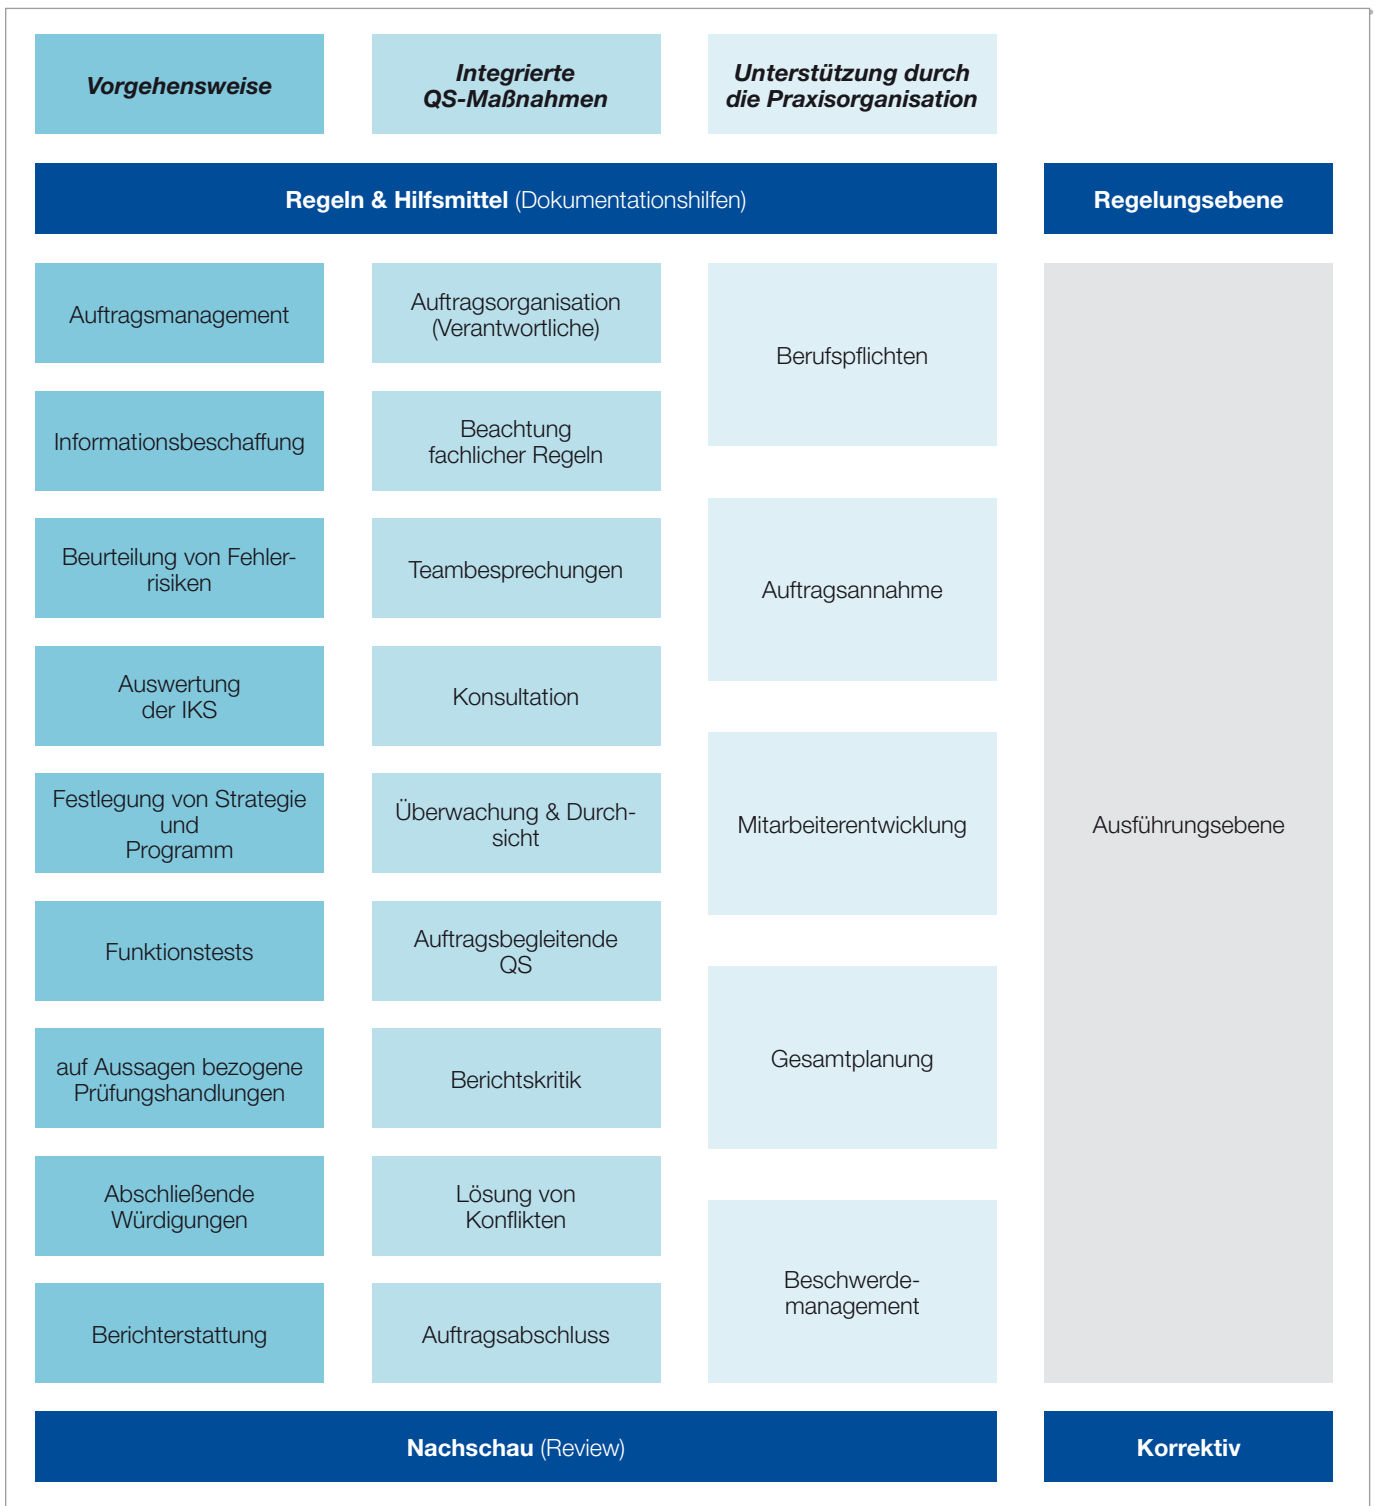 Vorgehensweise
Integrierte
QS-Maßnahmen
Unterstützung durch
die Praxisorganisation
Regeln & Hilfsmittel (Dokumentationshilfen)
Regelungsebene
Auftragsmanagement
Informationsbeschaffung
Beurteilung von Fehler-
risiken
Auswertung
der IKS
Festlegung von Strategie
und
Programm
Funktionstests
auf Aussagen bezogene
Prüfungshandlungen
Abschließende
Würdigungen
Berichterstattung
Auftragsorganisation
(Verantwortliche)
Beachtung
fachlicher Regeln
Teambesprechungen
Konsultation
Überwachung & Durch-
sicht
Auftragsbegleitende
QS
Berichtskritik
Lösung von
Konflikten
Auftragsabschluss
Berufspflichten
Auftragsannahme
Mitarbeiterentwicklung
Gesamtplanung
Beschwerde-
management
Ausführungsebene
Nachschau (Review)
Korrektiv